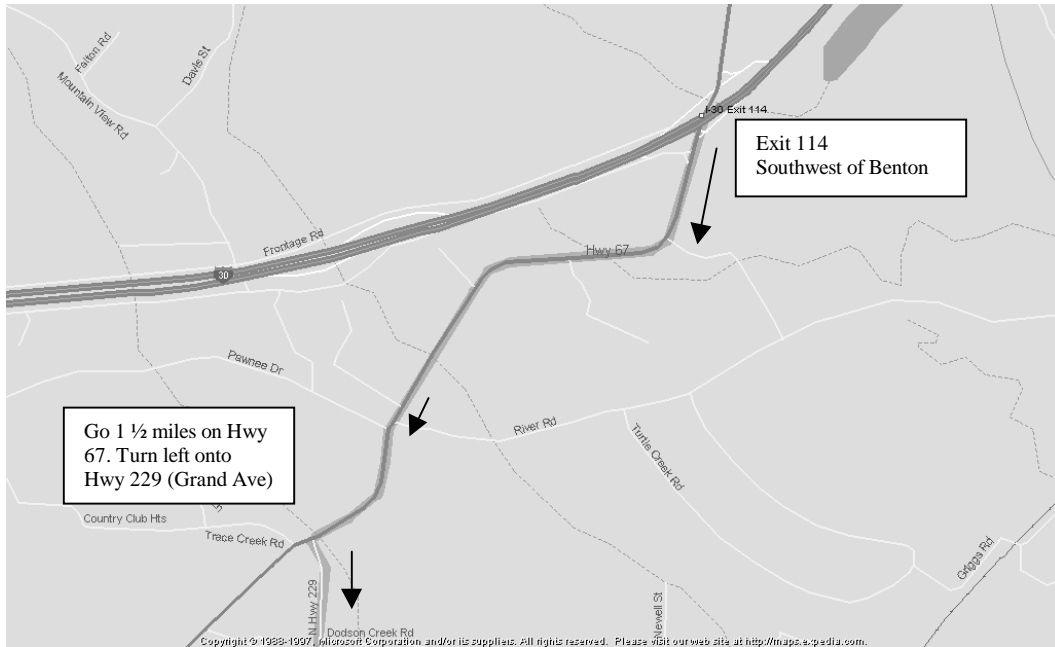 Felton Rd
Davis St
Mountain View Rd
I-30 Exit 114
Exit 114
Southwest of Benton
Frontage Rd
Hwy 67
30
Pawnee Dr
Go 1 ½ miles on Hwy
67. Turn left onto
Hwy 229 (Grand Ave)
River Rd
Turtle Creek Rd
Country Club Hts
Trace Creek Rd
Griggs Rd
N Hwy 229
Newell St
Dodson Creek Rd
Copyright © 1988-1997, Microsoft Corporation and/or its suppliers. All rights reserved. Please visit our web site at http://maps.expedia.com.